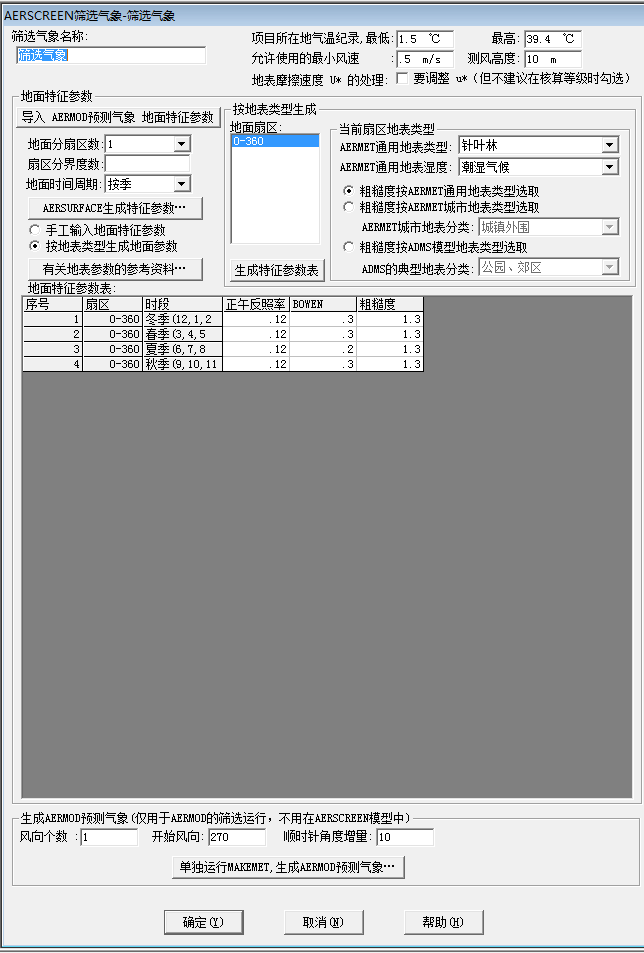 AERSCREEN筛选气象-筛选气象
筛选气象名称:
筛选气象
项目所在地气温纪录,最低: 1.5 ℃ 最高: 39.4 ℃
允许使用的最小风速 : .5 m/s 测风高度: 10 m
地表摩擦速度 U* 的处理: 要调整 u*(但不建议在核算等级时勾选)
地面特征参数
导入 AERMOD预测气象 地面特征参数
地面分扇区数: 1
扇区分界度数:
地面时间周期: 按季
AERSURFACE生成特征参数…
手工输入地面特征参数
按地表类型生成地面参数
有关地表参数的参考资料…
按地表类型生成
地面扇区:
0-360
生成特征参数表
当前扇区地表类型
AERMET通用地表类型: 针叶林
AERMET通用地表湿度: 潮湿气候
粗糙度按AERMET通用地表类型选取
粗糙度按AERMET城市地表类型选取
AERMET城市地表分类: 城镇外围
粗糙度按ADMS模型地表类型选取
ADMS的典型地表分类: 公园、郊区
地面特征参数表:
序号 扇区 时段 正午反照率 BOWEN 粗糙度
1 0-360 冬季(12,1,2 .12 .3 1.3
2 0-360 春季(3,4,5 .12 .3 1.3
3 0-360 夏季(6,7,8 .12 .2 1.3
4 0-360 秋季(9,10,11 .12 .3 1.3
生成AERMOD预测气象(仅用于AERMOD的筛选运行，不用在AERSCREEN模型中)
风向个数 : 1 开始风向: 270 顺时针角度增量: 10
单独运行MAKEMET,生成AERMOD预测气象…
确定(Y) 取消(N) 帮助(H)